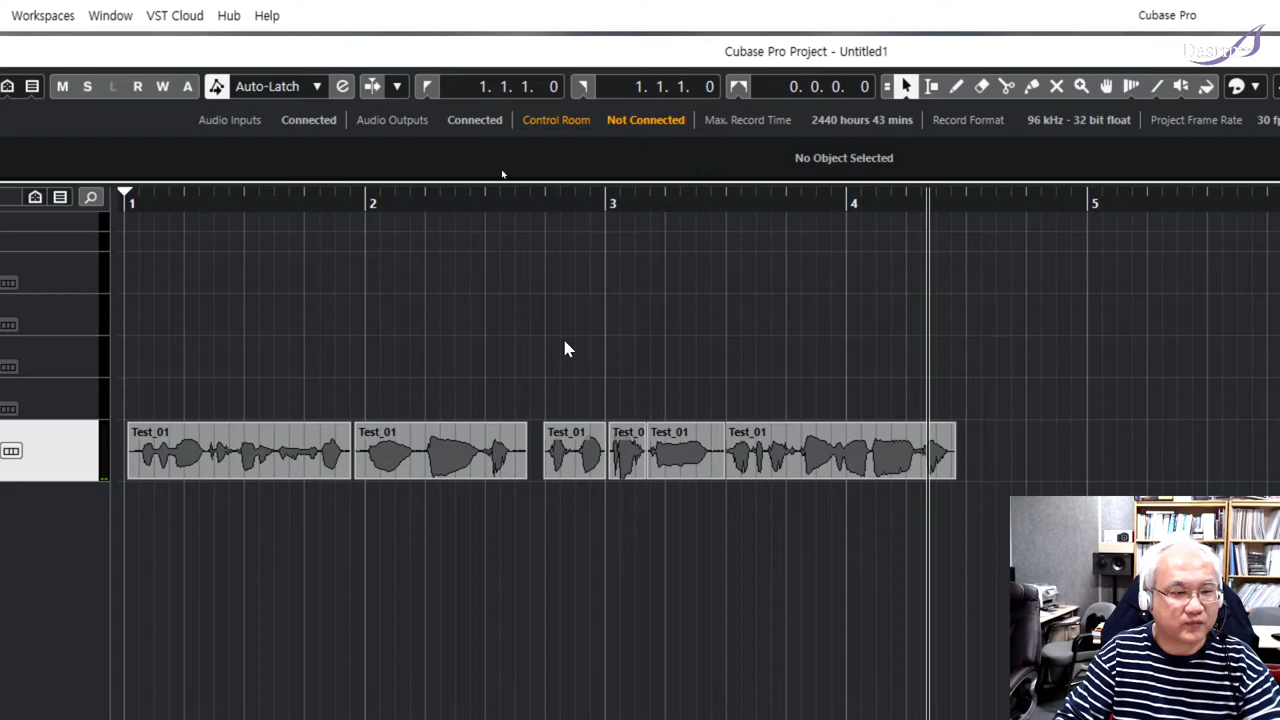 Workspaces Window VST Cloud Hub Help Cubase Pro
Cubase Pro Project - Untitled1
M S L R W A Auto-Latch 1. 1. 1. 0 1. 1. 1. 0 0. 0. 0. 0
Audio Inputs Connected Audio Outputs Connected Control Room Not Connected Max. Record Time 2440 hours 43 mins Record Format 96 kHz - 32 bit float Project Frame Rate 30 fp
No Object Selected
1 2 3 4 5
Test_01 Test_01 Test_01 Test_0 Test_01 Test_01